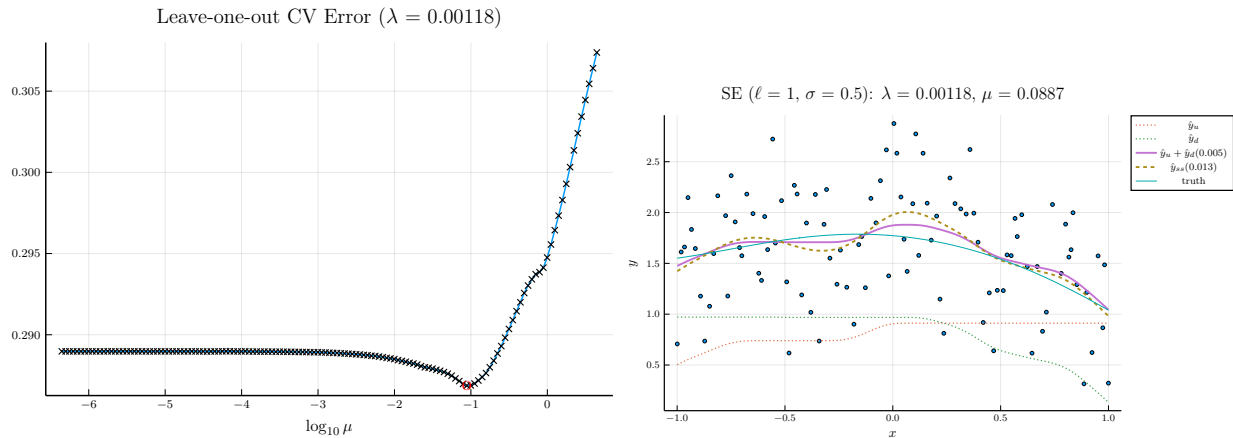 Leave-one-out CV Error (λ = 0.00118)
0.305
0.300
0.295
0.290
−6
−5
−4
−3
−2
−1
0
log₁₀ μ
SE (ℓ = 1, σ = 0.5): λ = 0.00118, μ = 0.0887
2.5
2.0
1.5
1.0
0.5
y
−1.0
−0.5
0.0
0.5
1.0
x
ŷ_u
ŷ_d
ŷ_u + ŷ_d(0.005)
ŷ_ss(0.013)
truth